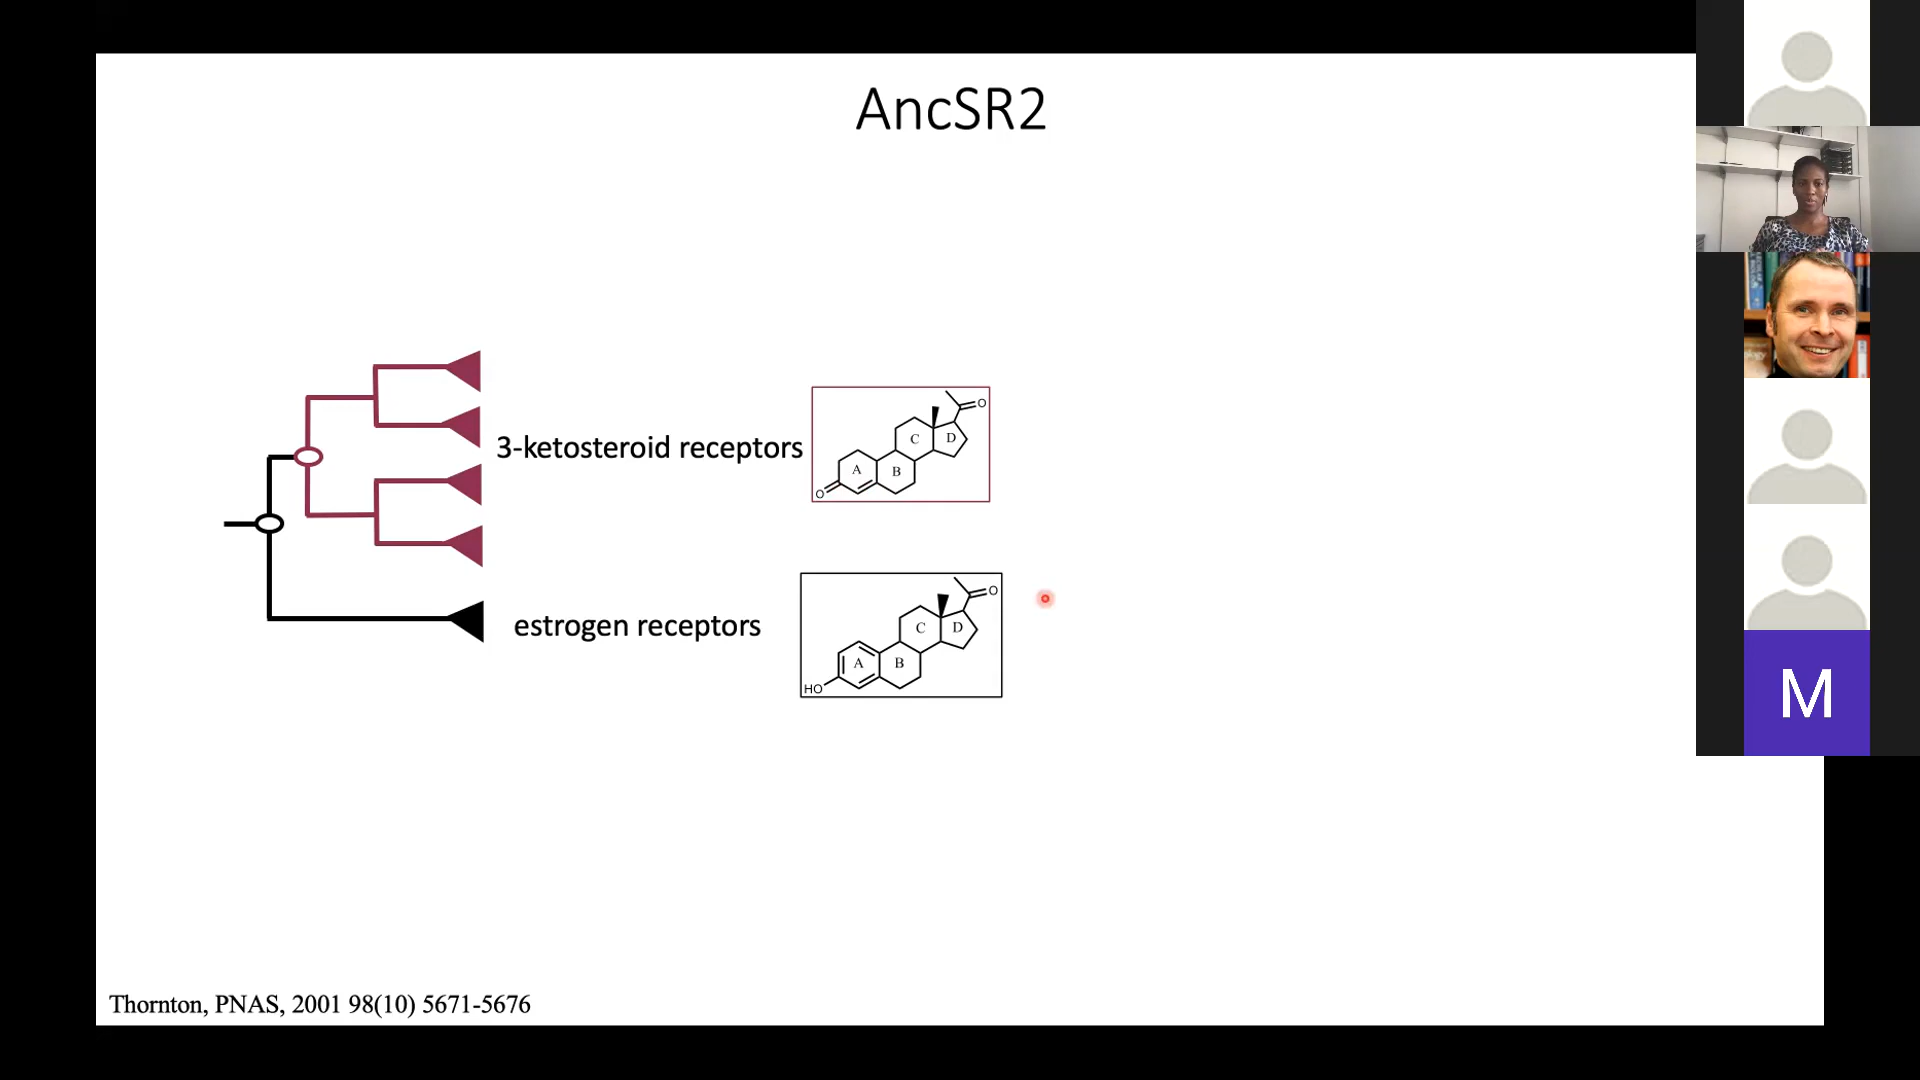 AncSR2
3-ketosteroid receptors
O
C
D
A
B
O
estrogen receptors
O
C
D
A
B
HO
M
Thornton, PNAS, 2001 98(10) 5671-5676